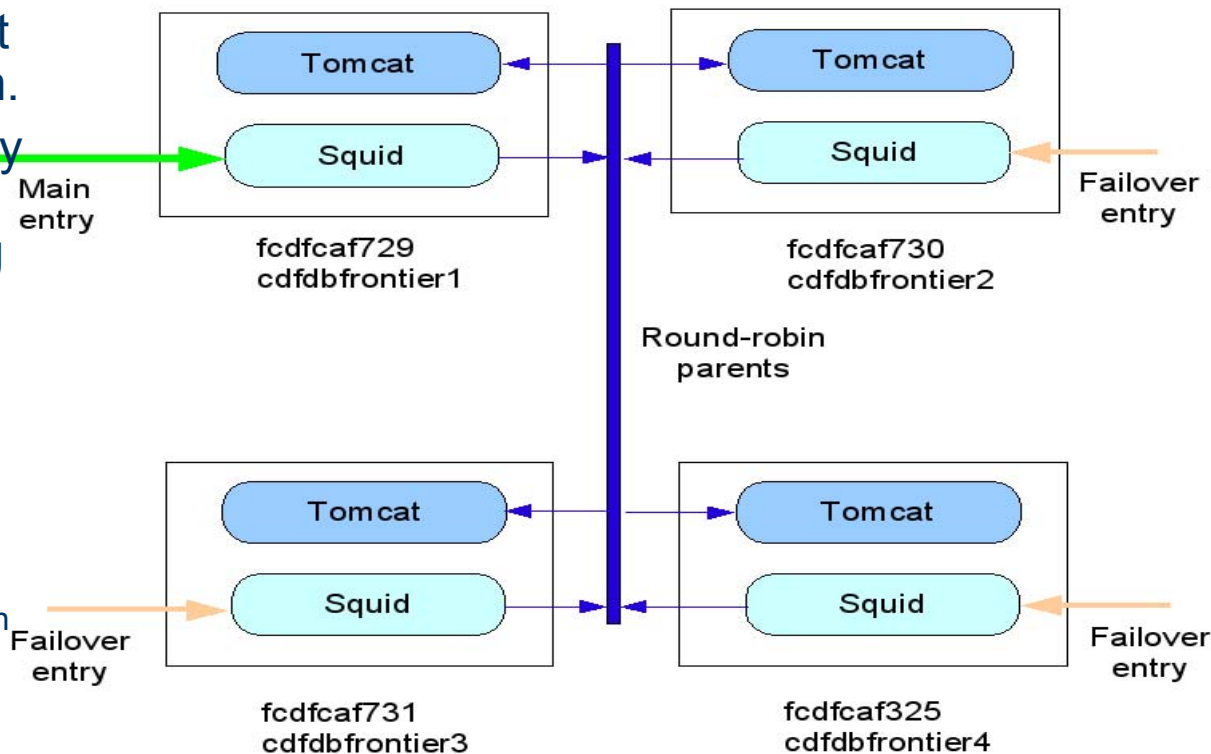 t
n.
y
g
n
Tomcat
Squid
Main
entry
fcdfcaf729
cdfdbfrontier1
Tomcat
Squid
Failover
entry
fcdfcaf730
cdfdbfrontier2
Round-robin
parents
Tomcat
Squid
Failover
entry
fcdfcaf731
cdfdbfrontier3
Tomcat
Squid
Failover
entry
fcdfcaf325
cdfdbfrontier4